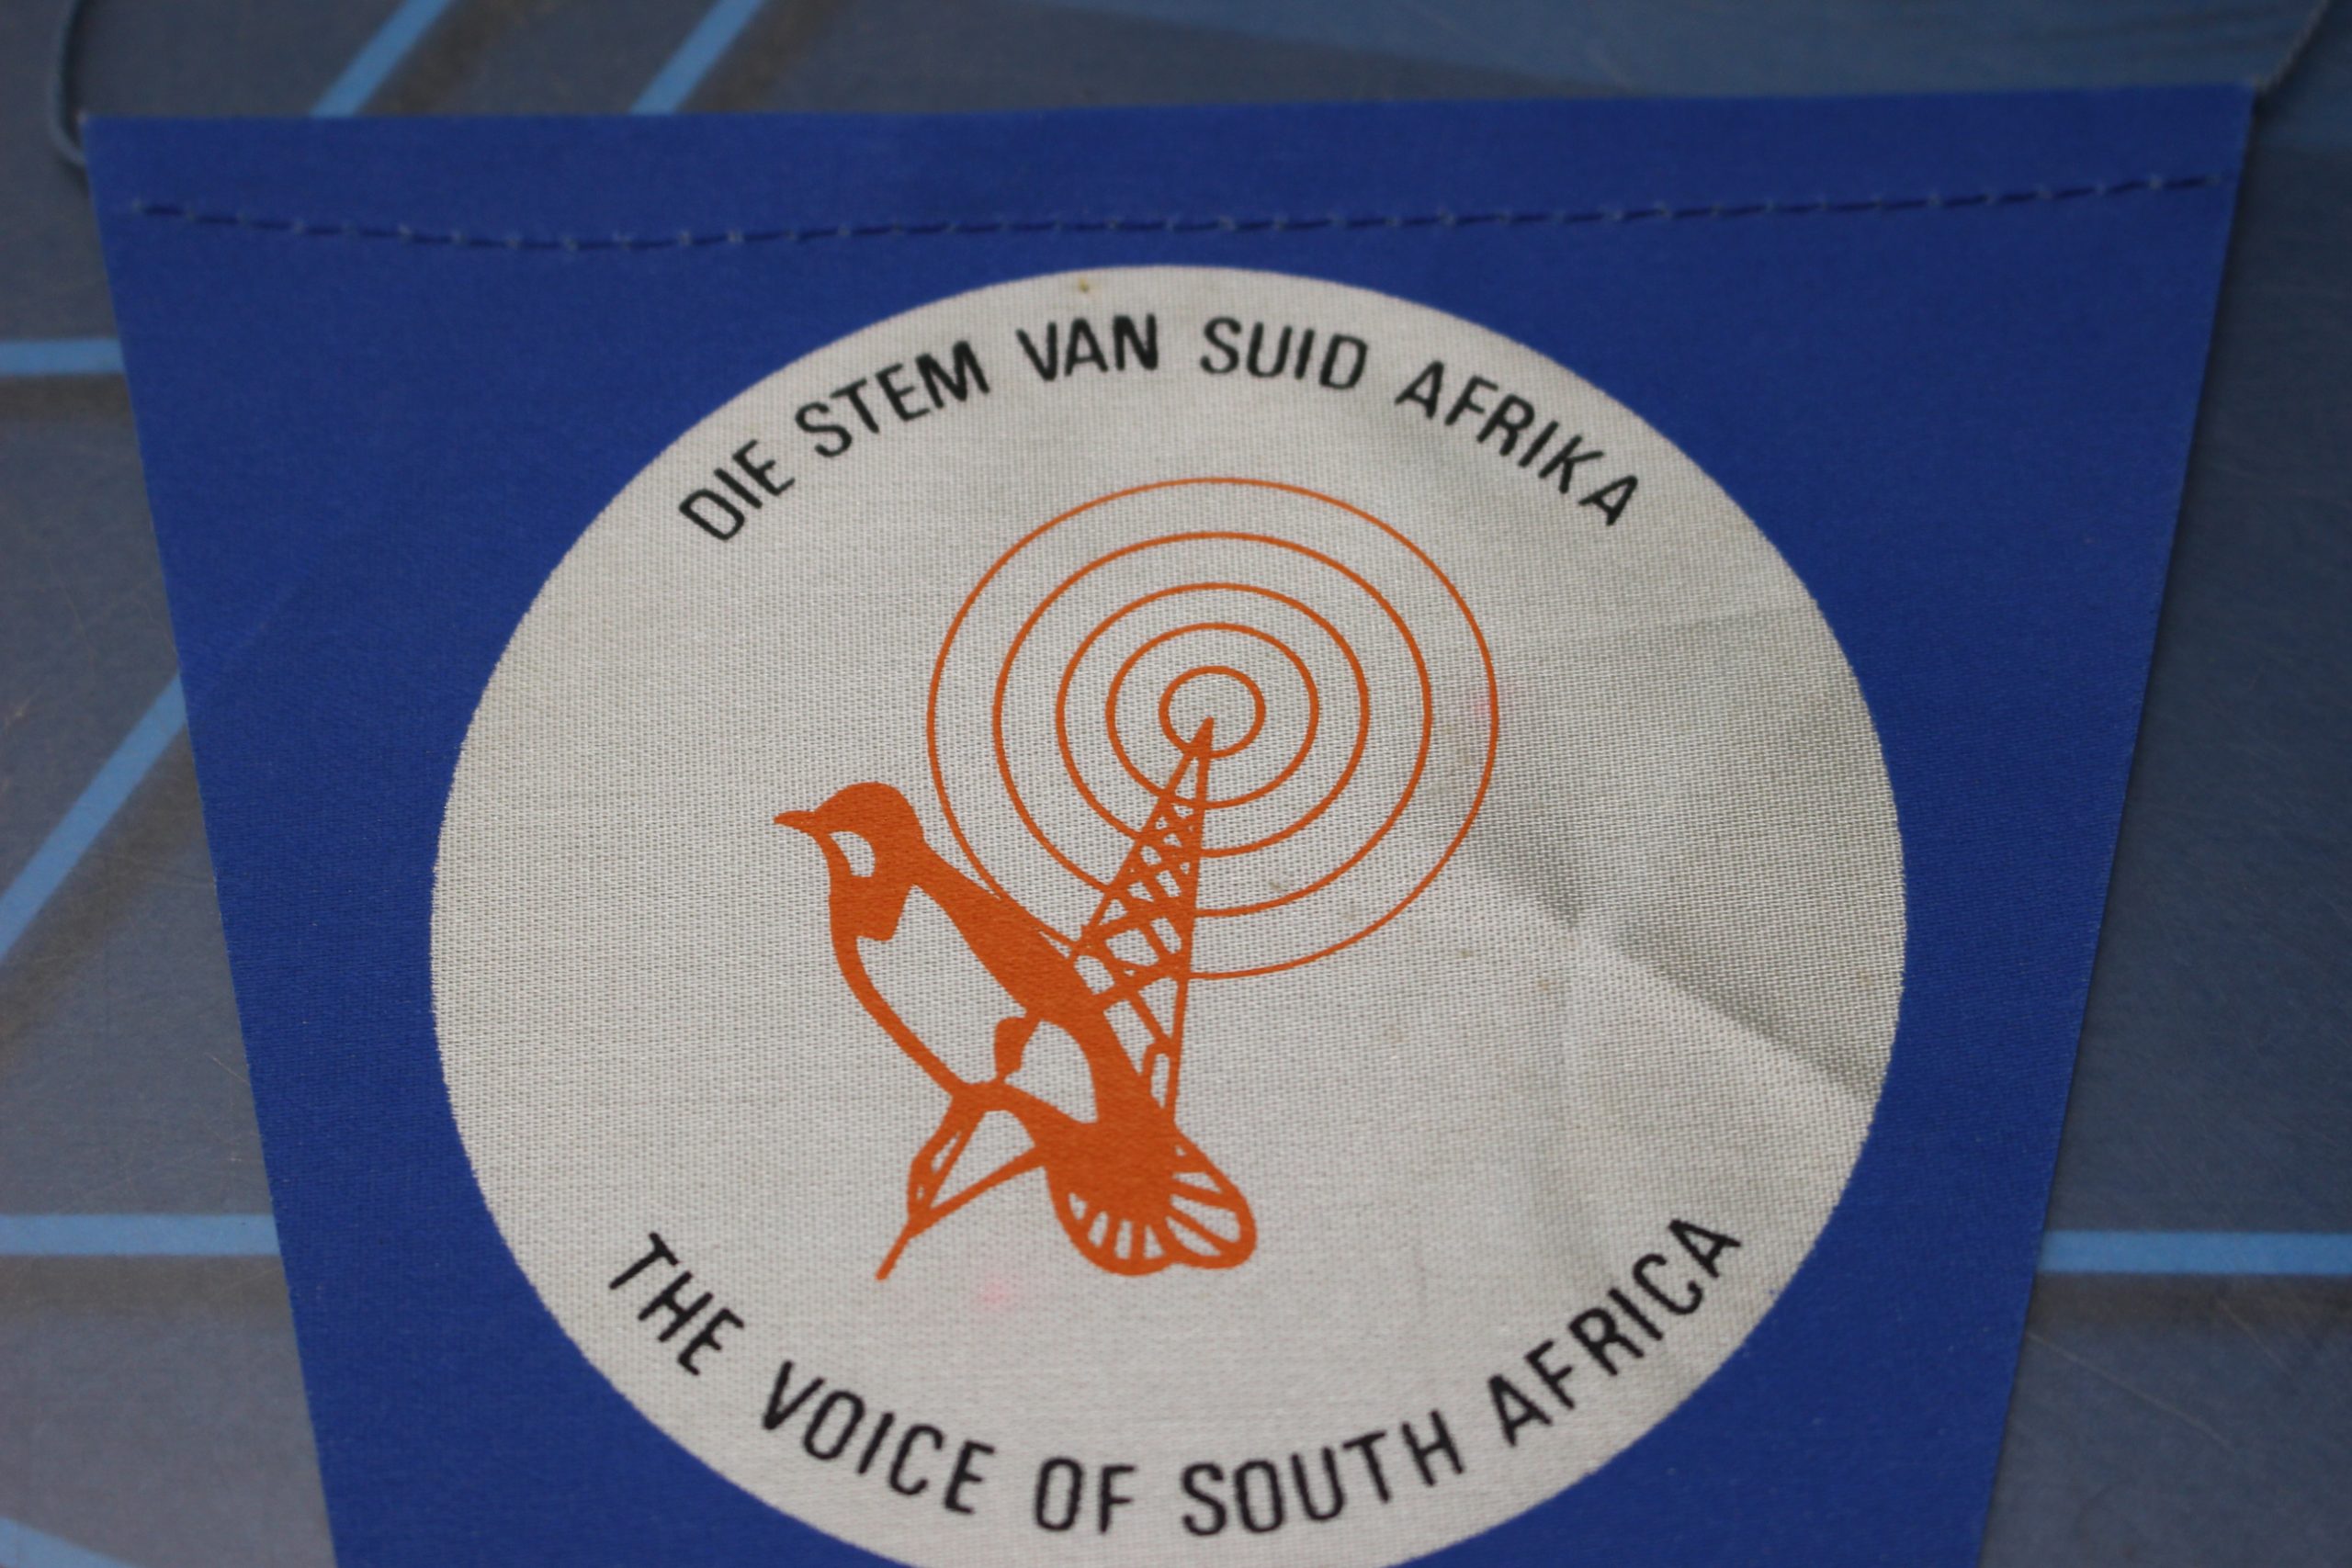 DIE STEM VAN SUID AFRIKA
THE VOICE OF SOUTH AFRICA